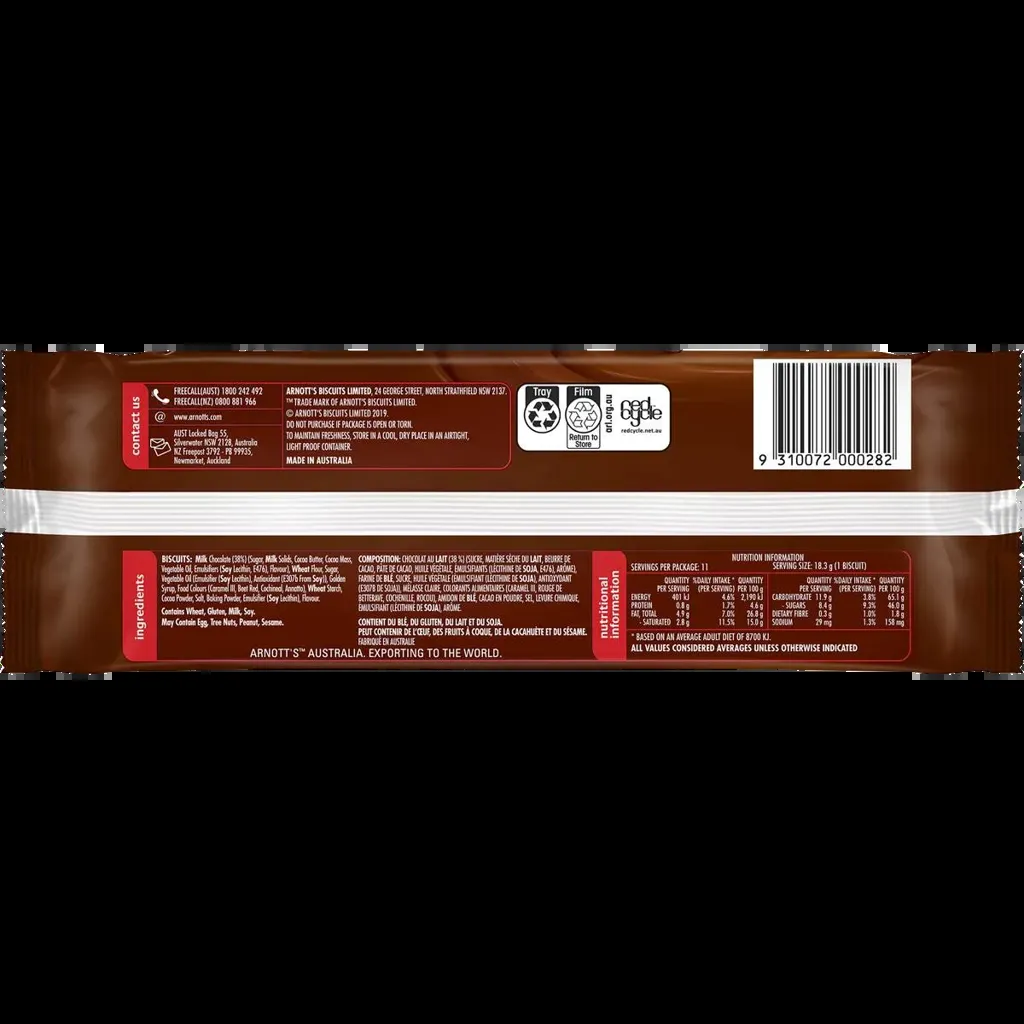 contact us
FREECALL(AUST) 1800 242 492
FREECALL(NZ) 0800 881 966
www.arnotts.com
AUST Locked Bag 55,
Silverwater NSW 2128, Australia
NZ Freepost 3792 - PB 99935,
Newmarket, Auckland
ARNOTT'S BISCUITS LIMITED, 24 GEORGE STREET, NORTH STRATHFIELD NSW 2137.
™ TRADE MARK OF ARNOTT'S BISCUITS LIMITED.
© ARNOTT'S BISCUITS LIMITED 2019.
DO NOT PURCHASE IF PACKAGE IS OPEN OR TORN.
TO MAINTAIN FRESHNESS, STORE IN A COOL, DRY PLACE IN AN AIRTIGHT,
LIGHT PROOF CONTAINER.
MADE IN AUSTRALIA
Tray
Film
Return to
Store
arl.org.au
red
cycle
redcycle.net.au
9 310072 000282
ingredients
BISCUITS: Milk Chocolate (38%) (Sugar, Milk Solids, Cocoa Butter, Cocoa Mass,
Vegetable Oil, Emulsifiers (Soy Lecithin, E476), Flavour), Wheat Flour, Sugar,
Vegetable Oil (Emulsifier (Soy Lecithin), Antioxidant (E307b From Soy)), Golden
Syrup, Food Colours (Caramel III, Beet Red, Cochineal, Annatto), Wheat Starch,
Cocoa Powder, Salt, Baking Powder, Emulsifier (Soy Lecithin), Flavour.
Contains Wheat, Gluten, Milk, Soy.
May Contain Egg, Tree Nuts, Peanut, Sesame.
COMPOSITION: CHOCOLAT AU LAIT (38 %) (SUCRE, MATIÈRE SÈCHE DU LAIT, BEURRE DE
CACAO, PATE DE CACAO, HUILE VÉGÉTALE, ÉMULSIFIANTS (LÉCITHINE DE SOJA, E476), ARÔME),
FARINE DE BLÉ, SUCRE, HUILE VÉGÉTALE (ÉMULSIFIANT (LÉCITHINE DE SOJA), ANTIOXYDANT
(E307B DE SOJA)), MÉLASSE CLAIRE, COLORANTS ALIMENTAIRES (CARAMEL III, ROUGE DE
BETTERAVE, COCHENILLE, ROCOU), AMIDON DE BLÉ, CACAO EN POUDRE, SEL, LEVURE CHIMIQUE,
ÉMULSIFIANT (LÉCITHINE DE SOJA), ARÔME.
CONTIENT DU BLÉ, DU GLUTEN, DU LAIT ET DU SOJA.
PEUT CONTENIR DE L'ŒUF, DES FRUITS À COQUE, DE LA CACAHUÈTE ET DU SÉSAME.
FABRIQUÉ EN AUSTRALIE
ARNOTT'S™ AUSTRALIA. EXPORTING TO THE WORLD.
nutritional
information
NUTRITION INFORMATION
SERVINGS PER PACKAGE: 11 SERVING SIZE: 18.3 g (1 BISCUIT)
QUANTITY %DAILY INTAKE* QUANTITY QUANTITY %DAILY INTAKE* QUANTITY
PER SERVING (PER SERVING) PER 100 g PER SERVING (PER SERVING) PER 100 g
ENERGY 401 kJ 4.6% 2,190 kJ CARBOHYDRATE 11.9 g 3.8% 65.1 g
PROTEIN 0.8 g 1.7% 4.6 g - SUGARS 8.4 g 9.3% 46.0 g
FAT, TOTAL 4.9 g 7.0% 26.8 g DIETARY FIBRE 0.3 g 1.0% 1.8 g
- SATURATED 2.8 g 11.5% 15.0 g SODIUM 29 mg 1.3% 158 mg
* BASED ON AN AVERAGE ADULT DIET OF 8700 KJ.
ALL VALUES CONSIDERED AVERAGES UNLESS OTHERWISE INDICATED